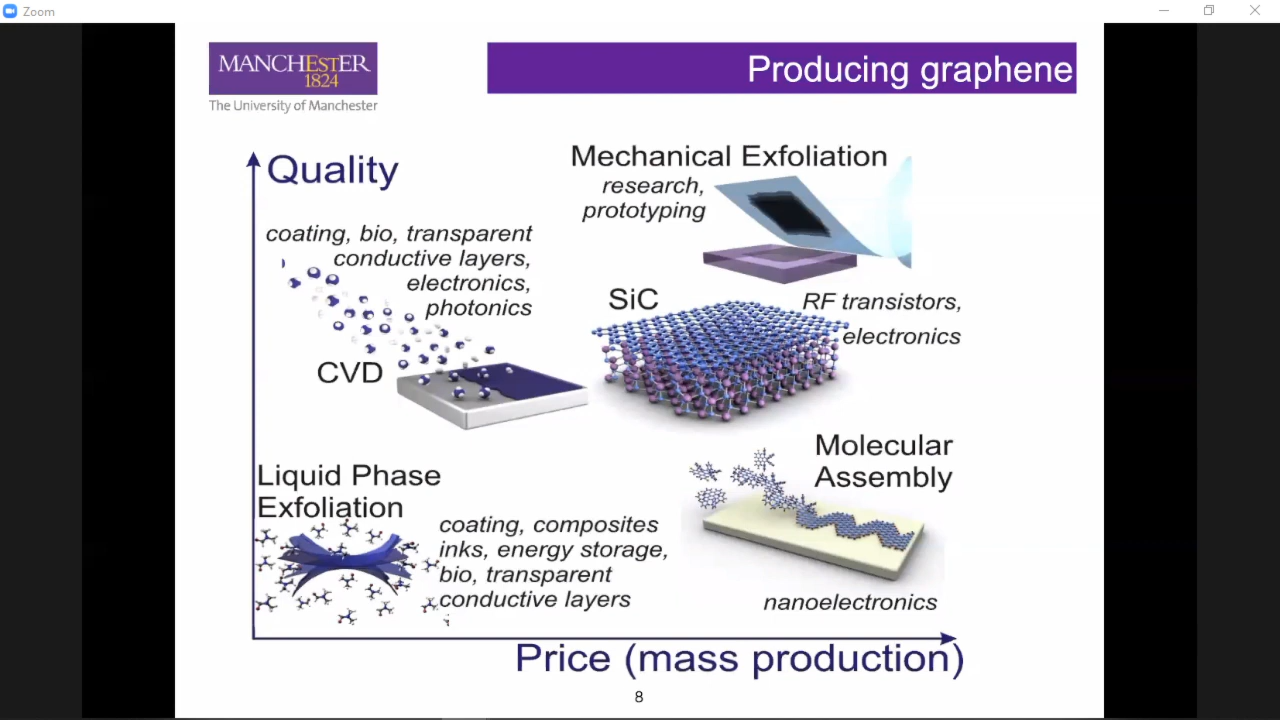 Zoom
MANCHESTER
1824
The University of Manchester
Producing graphene
Quality
Mechanical Exfoliation
research,
prototyping
coating, bio, transparent
conductive layers,
electronics,
photonics
CVD
SiC
RF transistors,
electronics
Liquid Phase
Exfoliation
coating, composites
inks, energy storage,
bio, transparent
conductive layers
Molecular
Assembly
nanoelectronics
Price (mass production)
8